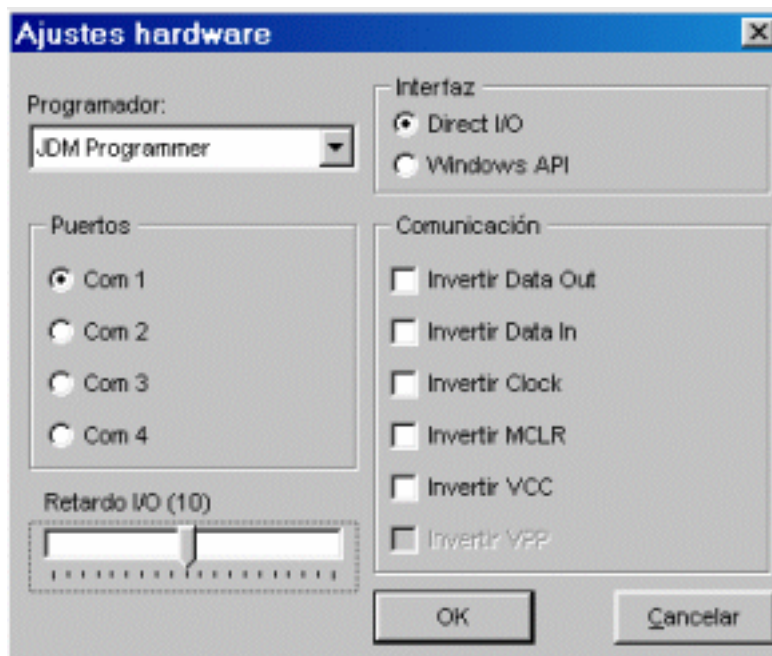 Ajustes hardware
Programador:
JDM Programmer
Interfaz
Direct I/O
Windows API
Puertos
Com 1
Com 2
Com 3
Com 4
Comunicación
Invertir Data Out
Invertir Data In
Invertir Clock
Invertir MCLR
Invertir VCC
Invertir VPP
Retardo I/O (10)
OK
Cancelar